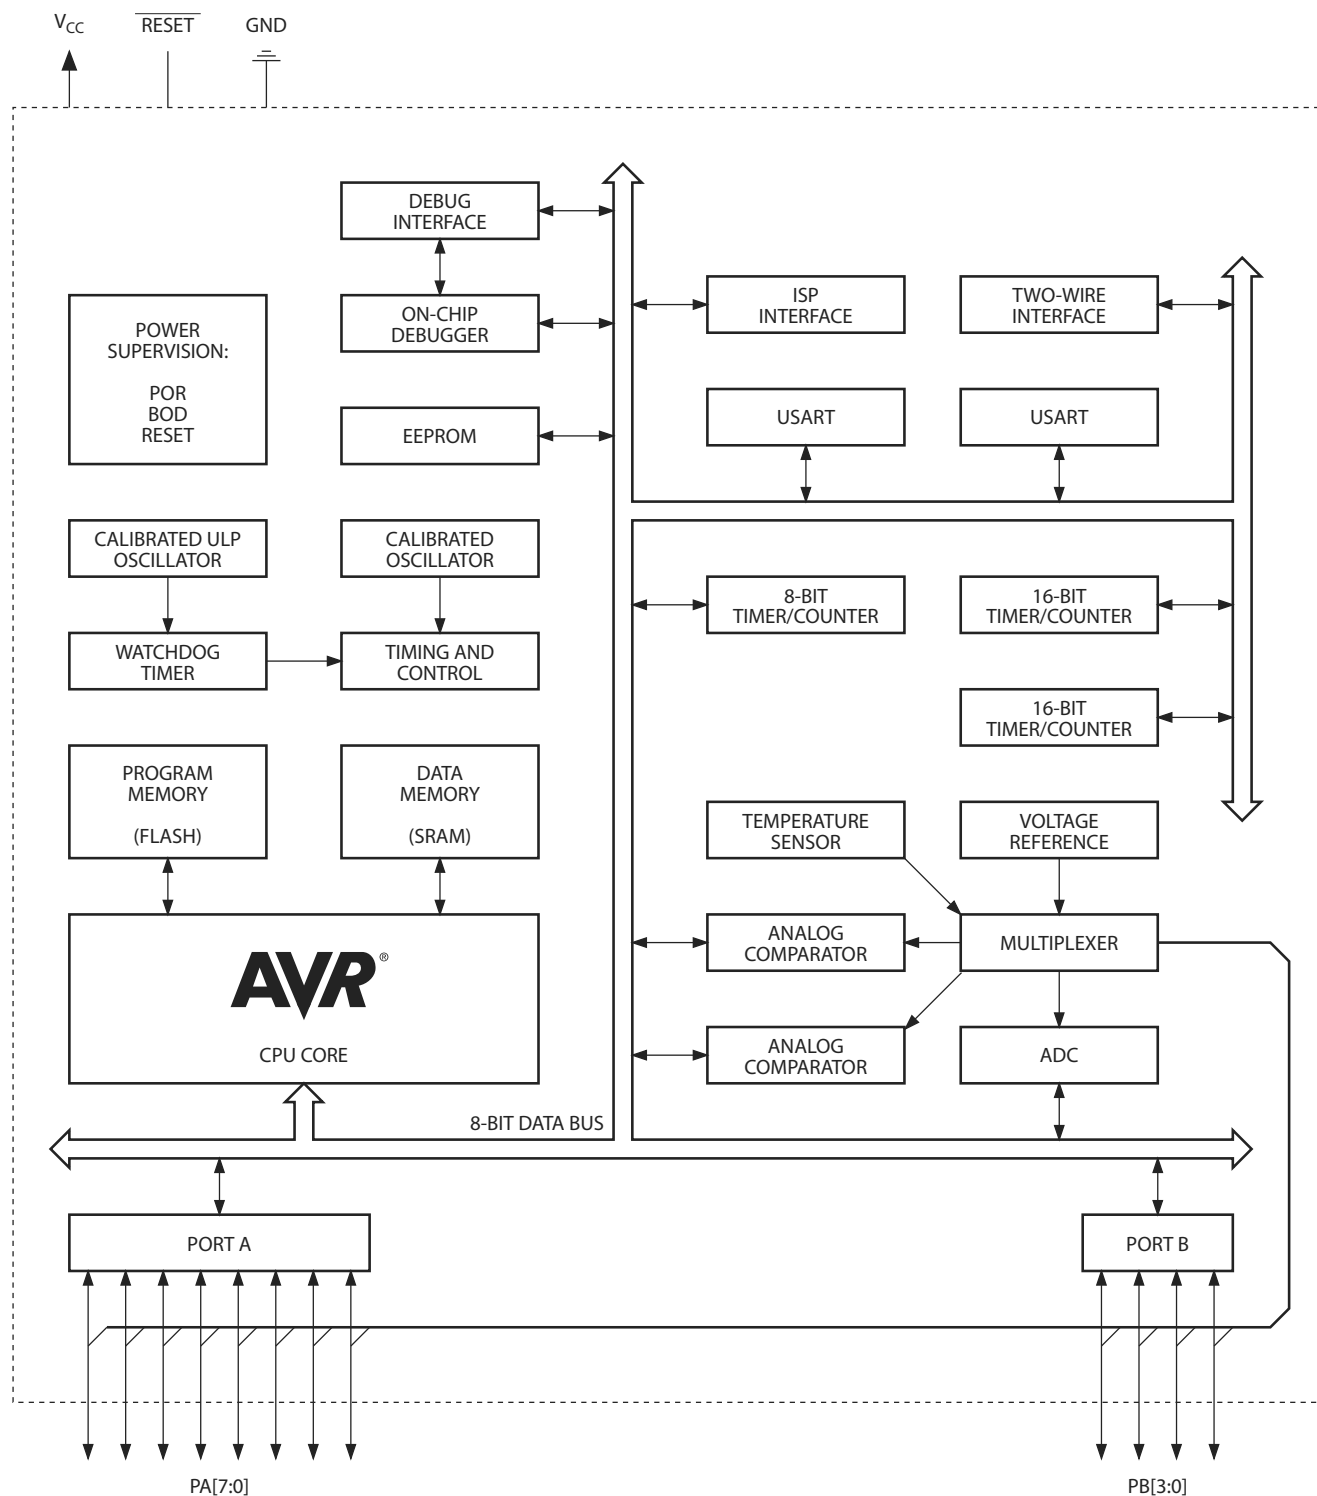 VCC
RESET
GND
DEBUG
INTERFACE
ON-CHIP
DEBUGGER
EEPROM
POWER
SUPERVISION:
POR
BOD
RESET
ISP
INTERFACE
TWO-WIRE
INTERFACE
USART
USART
CALIBRATED ULP
OSCILLATOR
CALIBRATED
OSCILLATOR
WATCHDOG
TIMER
TIMING AND
CONTROL
8-BIT
TIMER/COUNTER
16-BIT
TIMER/COUNTER
16-BIT
TIMER/COUNTER
PROGRAM
MEMORY
(FLASH)
DATA
MEMORY
(SRAM)
TEMPERATURE
SENSOR
VOLTAGE
REFERENCE
ANALOG
COMPARATOR
MULTIPLEXER
AVR®
CPU CORE
ANALOG
COMPARATOR
ADC
8-BIT DATA BUS
PORT A
PORT B
PA[7:0]
PB[3:0]